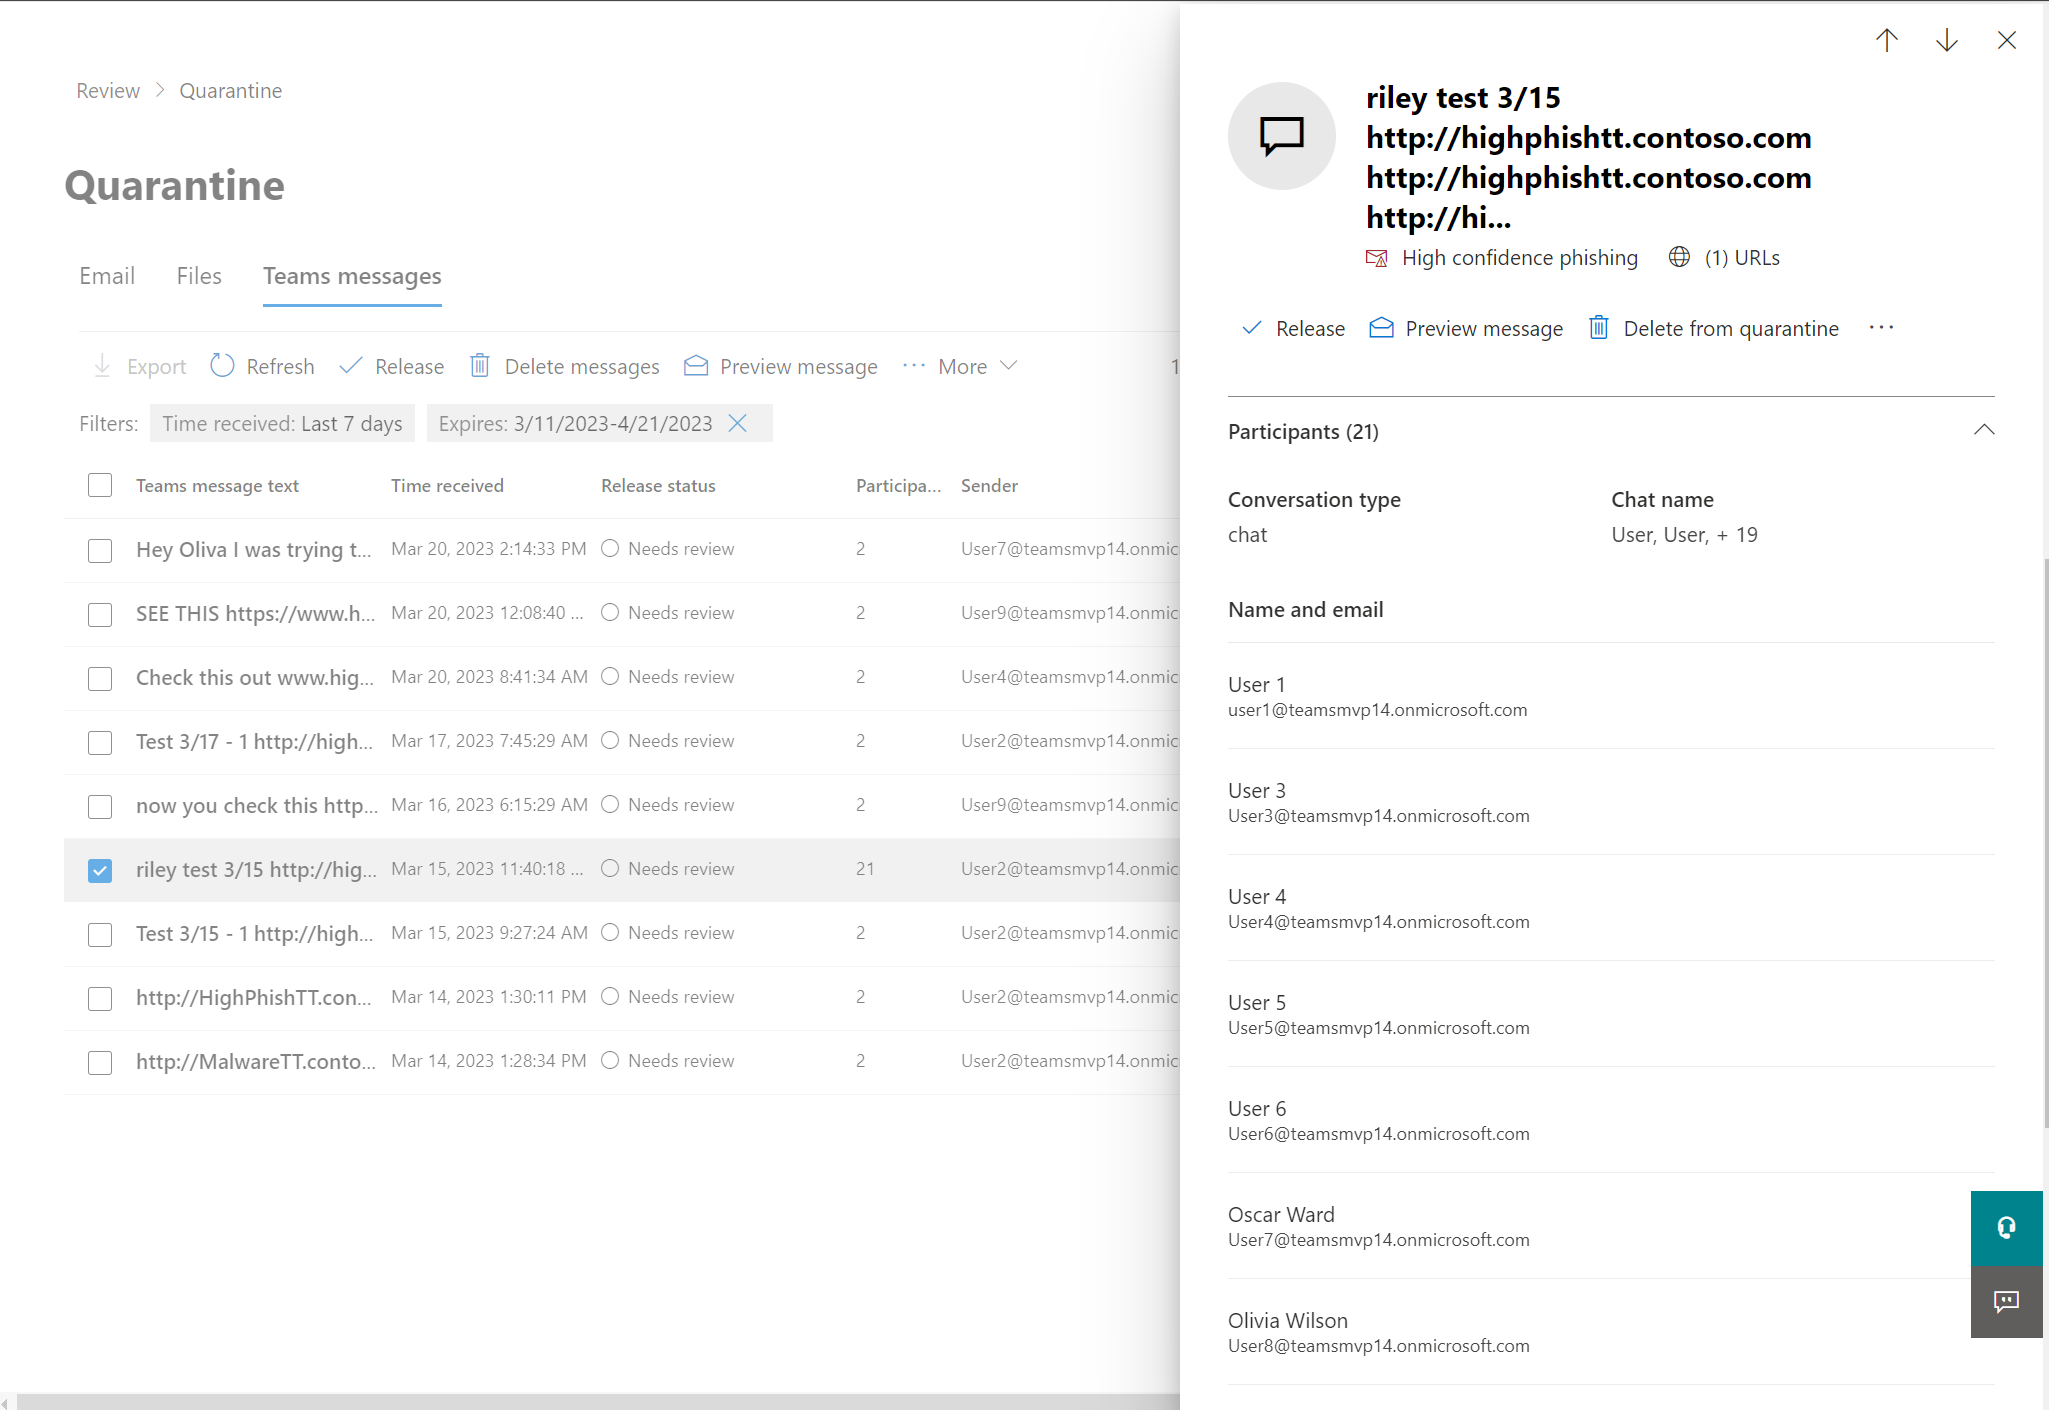 Review > Quarantine
Quarantine
Email Files Teams messages
Export Refresh Release Delete messages Preview message ··· More 1
Filters: Time received: Last 7 days Expires: 3/11/2023-4/21/2023
Teams message text Time received Release status Participa... Sender
Hey Oliva I was trying t... Mar 20, 2023 2:14:33 PM Needs review 2 User7@teamsmvp14.onmic
SEE THIS https://www.h... Mar 20, 2023 12:08:40 ... Needs review 2 User9@teamsmvp14.onmic
Check this out www.hig... Mar 20, 2023 8:41:34 AM Needs review 2 User4@teamsmvp14.onmic
Test 3/17 - 1 http://high... Mar 17, 2023 7:45:29 AM Needs review 2 User2@teamsmvp14.onmic
now you check this http... Mar 16, 2023 6:15:29 AM Needs review 2 User9@teamsmvp14.onmic
riley test 3/15 http://hig... Mar 15, 2023 11:40:18 ... Needs review 21 User2@teamsmvp14.onmic
Test 3/15 - 1 http://high... Mar 15, 2023 9:27:24 AM Needs review 2 User2@teamsmvp14.onmic
http://HighPhishTT.con... Mar 14, 2023 1:30:11 PM Needs review 2 User2@teamsmvp14.onmic
http://MalwareTT.conto... Mar 14, 2023 1:28:34 PM Needs review 2 User2@teamsmvp14.onmic
riley test 3/15
http://highphishtt.contoso.com
http://highphishtt.contoso.com
http://hi...
High confidence phishing (1) URLs
Release Preview message Delete from quarantine ···
Participants (21)
Conversation type Chat name
chat User, User, + 19
Name and email
User 1
user1@teamsmvp14.onmicrosoft.com
User 3
User3@teamsmvp14.onmicrosoft.com
User 4
User4@teamsmvp14.onmicrosoft.com
User 5
User5@teamsmvp14.onmicrosoft.com
User 6
User6@teamsmvp14.onmicrosoft.com
Oscar Ward
User7@teamsmvp14.onmicrosoft.com
Olivia Wilson
User8@teamsmvp14.onmicrosoft.com